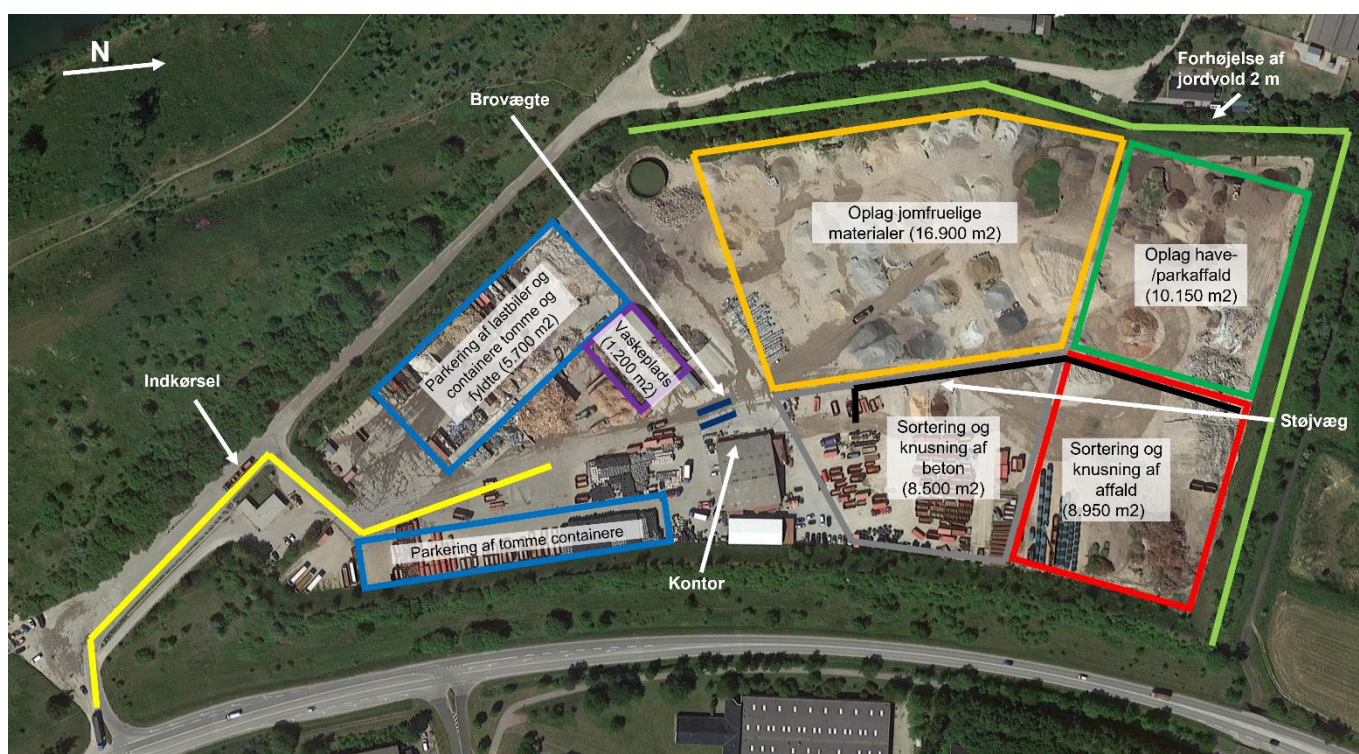 N
Forhøjelse af
jordvold 2 m
Brovægte
Oplag jomfruelige
materialer (16.900 m2)
Oplag have-
/parkaffald
(10.150 m2)
Parkering af lastbiler og
containere tomme og
fyldte (5.700 m2)
Vaskeplads
(1.200 m2)
Indkørsel
Støjvæg
Sortering og
knusning af
beton
(8.500 m2)
Sortering og
knusning af
affald
(8.950 m2)
Parkering af tomme containere
Kontor